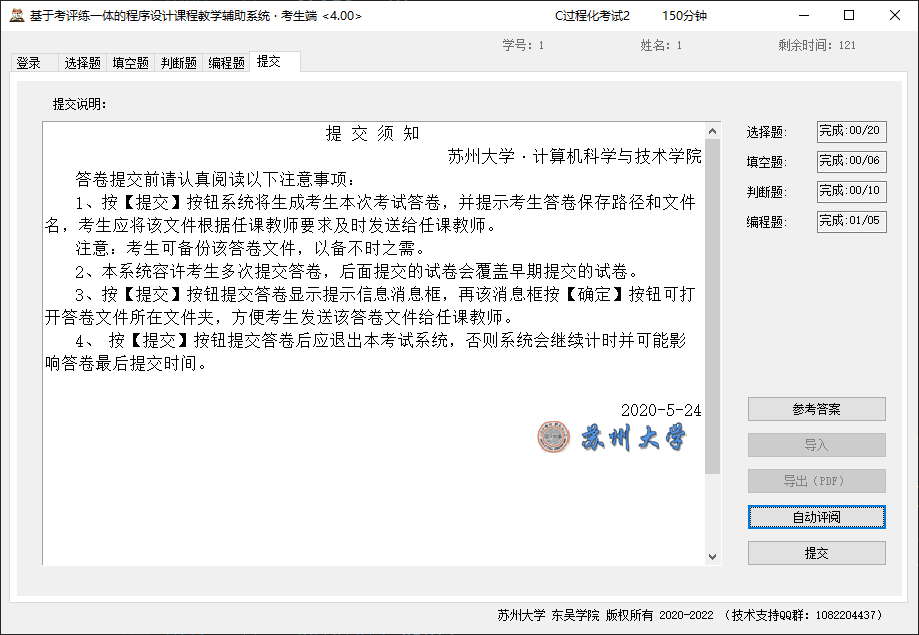 基于考评练一体的程序设计课程教学辅助系统·考生端 <4.00>
C过程化考试2
150分钟
学号: 1
姓名: 1
剩余时间: 121
登录
选择题
填空题
判断题
编程题
提交
提交说明:
提 交 须 知
苏州大学·计算机科学与技术学院
答卷提交前请认真阅读以下注意事项:
1、按【提交】按钮系统将生成考生本次考试答卷，并提示考生答卷保存路径和文件
名，考生应将该文件根据任课教师要求及时发送给任课教师。
注意: 考生可备份该答卷文件，以备不时之需。
2、本系统容许考生多次提交答卷，后面提交的试卷会覆盖早期提交的试卷。
3、按【提交】按钮提交答卷显示提示信息消息框，再该消息框按【确定】按钮可打
开答卷文件所在文件夹，方便考生发送该答卷文件给任课教师。
4、 按【提交】按钮提交答卷后应退出本考试系统，否则系统会继续计时并可能影
响答卷最后提交时间。
2020-5-24
苏州大学
选择题: 完成:00/20
填空题: 完成:00/06
判断题: 完成:00/10
编程题: 完成:01/05
参考答案
导入
导出（PDF）
自动评阅
提交
苏州大学 东吴学院 版权所有 2020-2022 （技术支持QQ群: 1082204437）